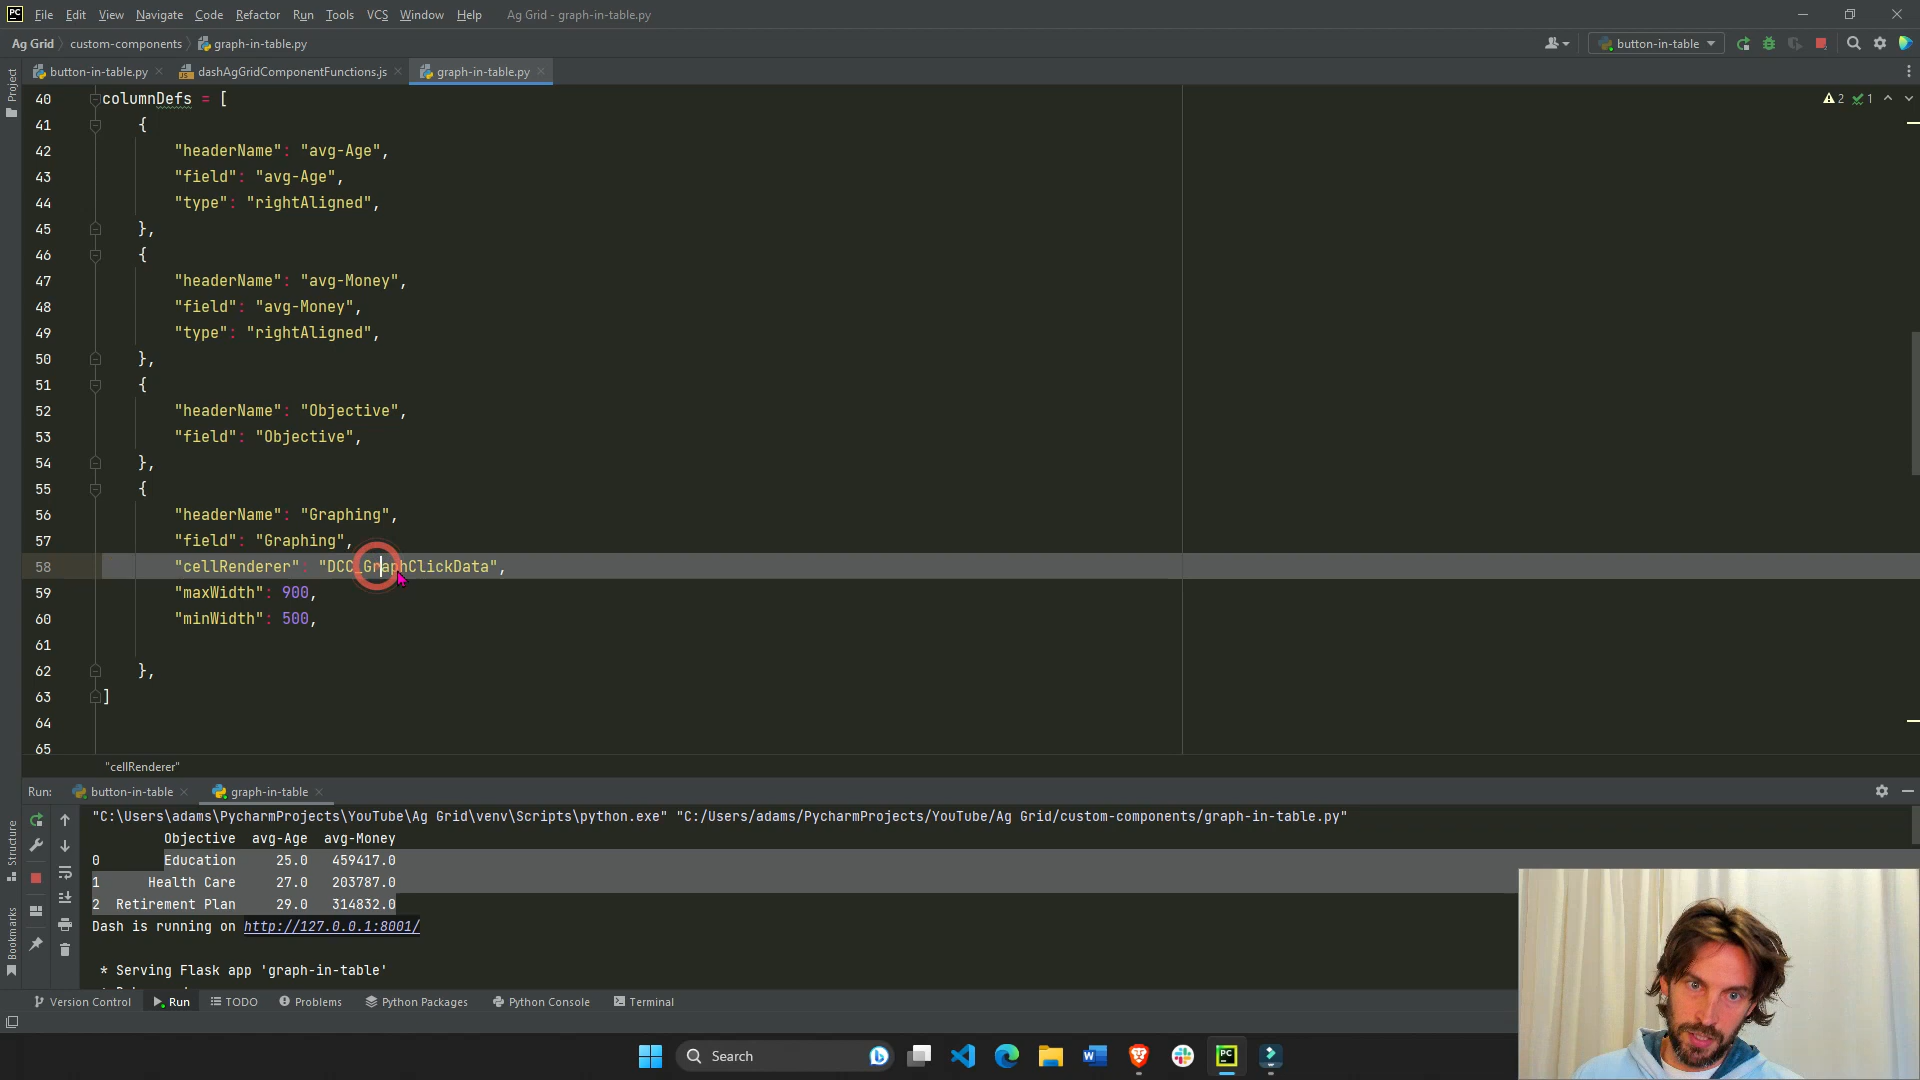 PC File Edit View Navigate Code Refactor Run Tools VCS Window Help Ag Grid - graph-in-table.py
Ag Grid custom-components graph-in-table.py button-in-table
button-in-table.py dashAgGridComponentFunctions.js graph-in-table.py
Project
2 1
40 columnDefs = [
41 {
42 "headerName": "avg-Age",
43 "field": "avg-Age",
44 "type": "rightAligned",
45 },
46 {
47 "headerName": "avg-Money",
48 "field": "avg-Money",
49 "type": "rightAligned",
50 },
51 {
52 "headerName": "Objective",
53 "field": "Objective",
54 },
55 {
56 "headerName": "Graphing",
57 "field": "Graphing",
58 "cellRenderer": "DCC_GraphClickData",
59 "maxWidth": 900,
60 "minWidth": 500,
61
62 },
63 ]
64
65
"cellRenderer"
Run: button-in-table graph-in-table
"C:\Users\adams\PycharmProjects\YouTube\Ag Grid\venv\Scripts\python.exe" "C:/Users/adams/PycharmProjects/YouTube/Ag Grid/custom-components/graph-in-table.py"
Objective avg-Age avg-Money
0 Education 25.0 459417.0
1 Health Care 27.0 203787.0
2 Retirement Plan 29.0 314832.0
Dash is running on http://127.0.0.1:8001/
* Serving Flask app 'graph-in-table'
Structure
Bookmarks
Version Control Run TODO Problems Python Packages Python Console Terminal
Search